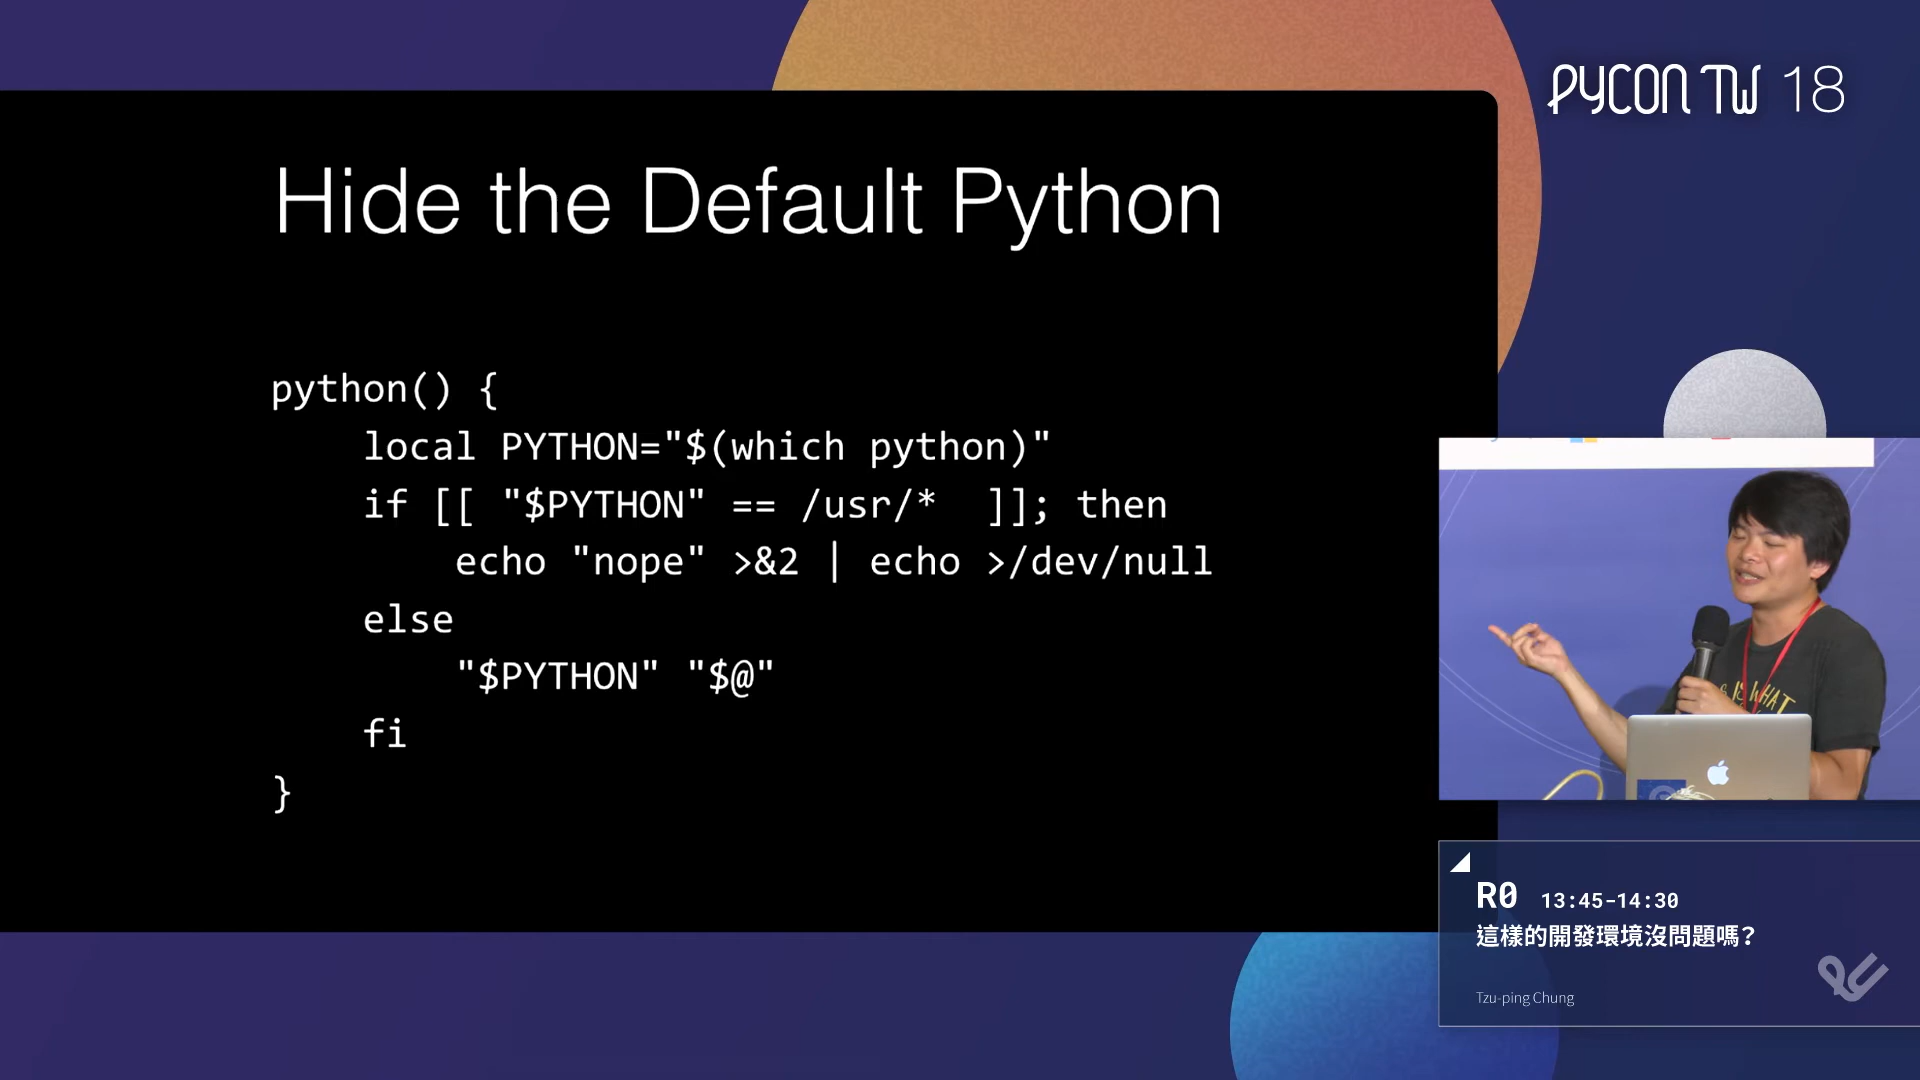 PYCON TW 18
Hide the Default Python
python() {
    local PYTHON="$(which python)"
    if [[ "$PYTHON" == /usr/*  ]]; then
        echo "nope" >&2 | echo >/dev/null
    else
        "$PYTHON" "$@"
    fi
}
IS WHAT
R0 13:45-14:30
這樣的開發環境沒問題嗎?
Tzu-ping Chung